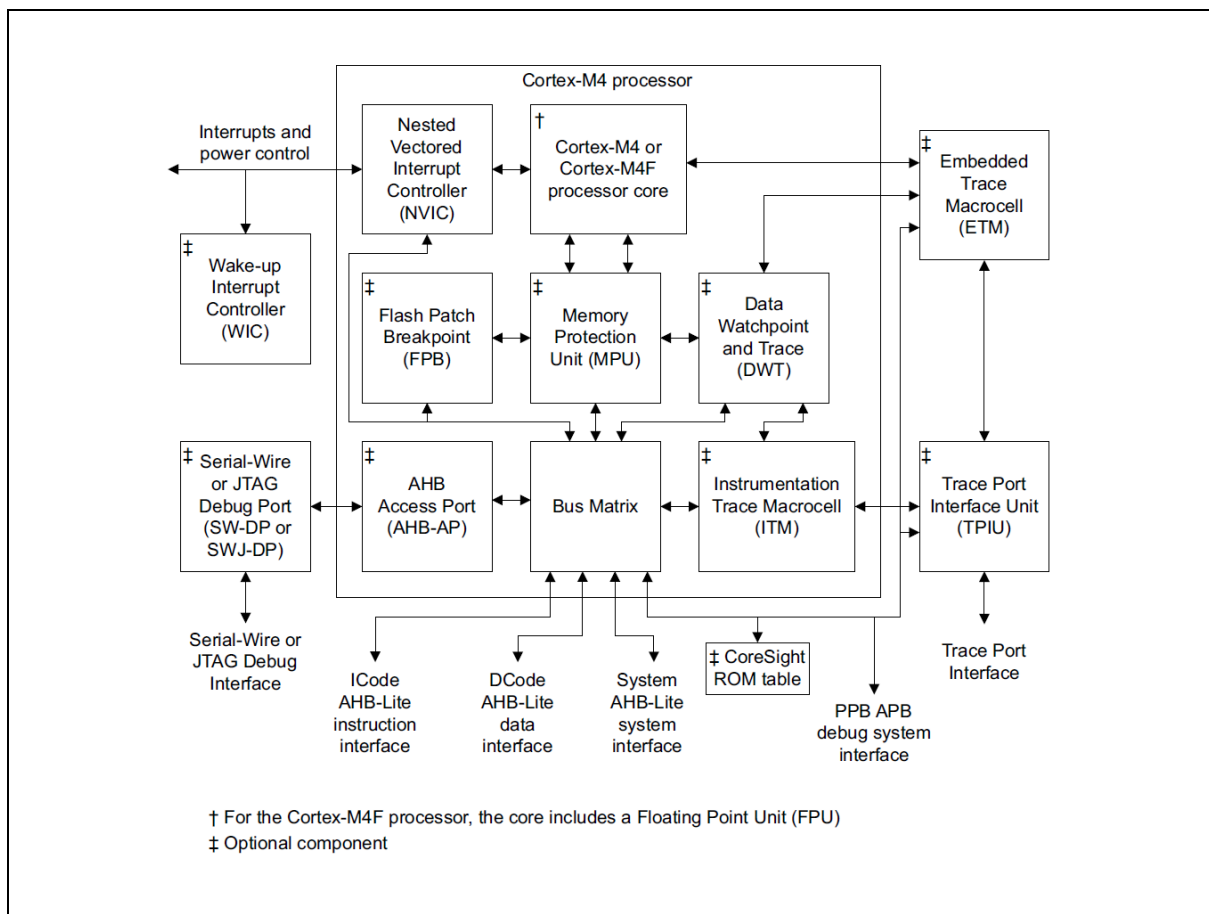 Cortex-M4 processor
Interrupts and
power control
Nested
Vectored
Interrupt
Controller
(NVIC)
†
Cortex-M4 or
Cortex-M4F
processor core
‡
Embedded
Trace
Macrocell
(ETM)
‡
Wake-up
Interrupt
Controller
(WIC)
‡
Flash Patch
Breakpoint
(FPB)
‡
Memory
Protection
Unit (MPU)
‡
Data
Watchpoint
and Trace
(DWT)
‡
Serial-Wire
or JTAG
Debug Port
(SW-DP or
SWJ-DP)
‡
AHB
Access Port
(AHB-AP)
Bus Matrix
‡
Instrumentation
Trace Macrocell
(ITM)
‡
Trace Port
Interface Unit
(TPIU)
Serial-Wire or
JTAG Debug
Interface
ICode
AHB-Lite
instruction
interface
DCode
AHB-Lite
data
interface
System
AHB-Lite
system
interface
‡ CoreSight
ROM table
PPB APB
debug system
interface
Trace Port
Interface
† For the Cortex-M4F processor, the core includes a Floating Point Unit (FPU)
‡ Optional component